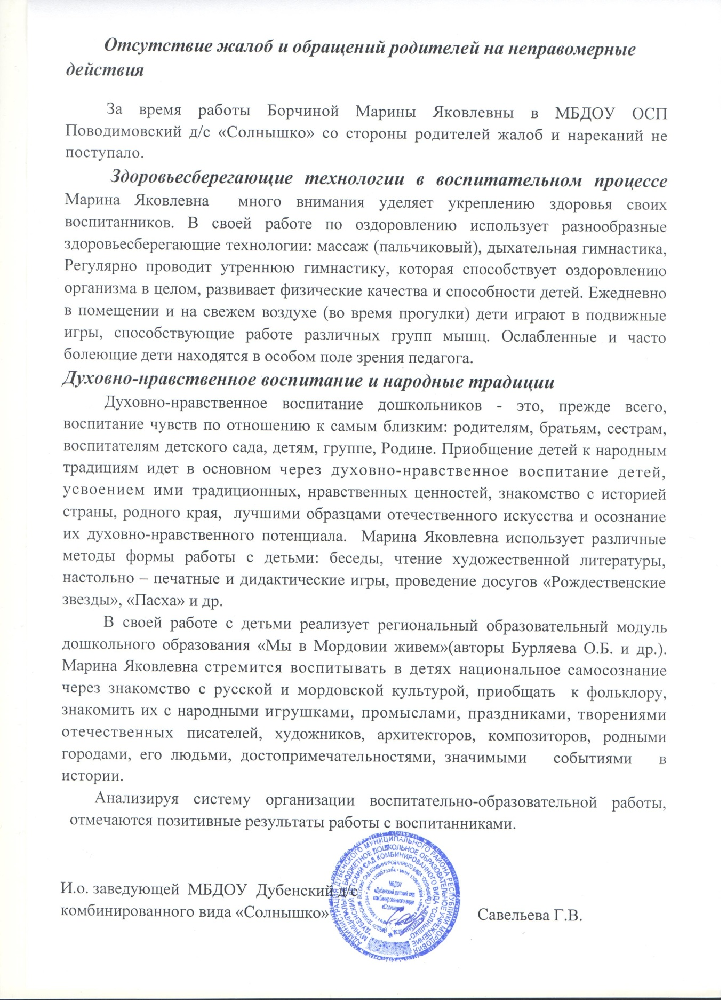 Отсутствие жалоб и обращений родителей на неправомерные
действия
За время работы Борчиной Марины Яковлевны в МБДОУ ОСП
Поводимовский д/с «Солнышко» со стороны родителей жалоб и нареканий не
поступало.
Здоровьесберегающие технологии в воспитательном процессе
Марина Яковлевна много внимания уделяет укреплению здоровья своих
воспитанников. В своей работе по оздоровлению использует разнообразные
здоровьесберегающие технологии: массаж (пальчиковый), дыхательная гимнастика,
Регулярно проводит утреннюю гимнастику, которая способствует оздоровлению
организма в целом, развивает физические качества и способности детей. Ежедневно
в помещении и на свежем воздухе (во время прогулки) дети играют в подвижные
игры, способствующие работе различных групп мышц. Ослабленные и часто
болеющие дети находятся в особом поле зрения педагога.
Духовно-нравственное воспитание и народные традиции
Духовно-нравственное воспитание дошкольников - это, прежде всего,
воспитание чувств по отношению к самым близким: родителям, братьям, сестрам,
воспитателям детского сада, детям, группе, Родине. Приобщение детей к народным
традициям идет в основном через духовно-нравственное воспитание детей,
усвоением ими традиционных, нравственных ценностей, знакомство с историей
страны, родного края, лучшими образцами отечественного искусства и осознание
их духовно-нравственного потенциала. Марина Яковлевна использует различные
методы формы работы с детьми: беседы, чтение художественной литературы,
настольно – печатные и дидактические игры, проведение досугов «Рождественские
звезды», «Пасха» и др.
В своей работе с детьми реализует региональный образовательный модуль
дошкольного образования «Мы в Мордовии живем»(авторы Бурляева О.Б. и др.).
Марина Яковлевна стремится воспитывать в детях национальное самосознание
через знакомство с русской и мордовской культурой, приобщать к фольклору,
знакомить их с народными игрушками, промыслами, праздниками, творениями
отечественных писателей, художников, архитекторов, композиторов, родными
городами, его людьми, достопримечательностями, значимыми событиями в
истории.
Анализируя систему организации воспитательно-образовательной работы,
отмечаются позитивные результаты работы с воспитанниками.
И.о. заведующей МБДОУ Дубенский д/с
комбинированного вида «Солнышко» Савельева Г.В.
АДМИНИСТРАЦИЯ ДУБЕНСКОГО МУНИЦИПАЛЬНОГО РАЙОНА РЕСПУБЛИКИ МОРДОВИЯ
МУНИЦИПАЛЬНОЕ БЮДЖЕТНОЕ ДОШКОЛЬНОЕ ОБРАЗОВАТЕЛЬНОЕ УЧРЕЖДЕНИЕ
"ДУБЕНСКИЙ ДЕТСКИЙ САД КОМБИНИРОВАННОГО ВИДА "СОЛНЫШКО"
МБДОУ
«Дубенский детский сад
комбинированного вида
«Солнышко»